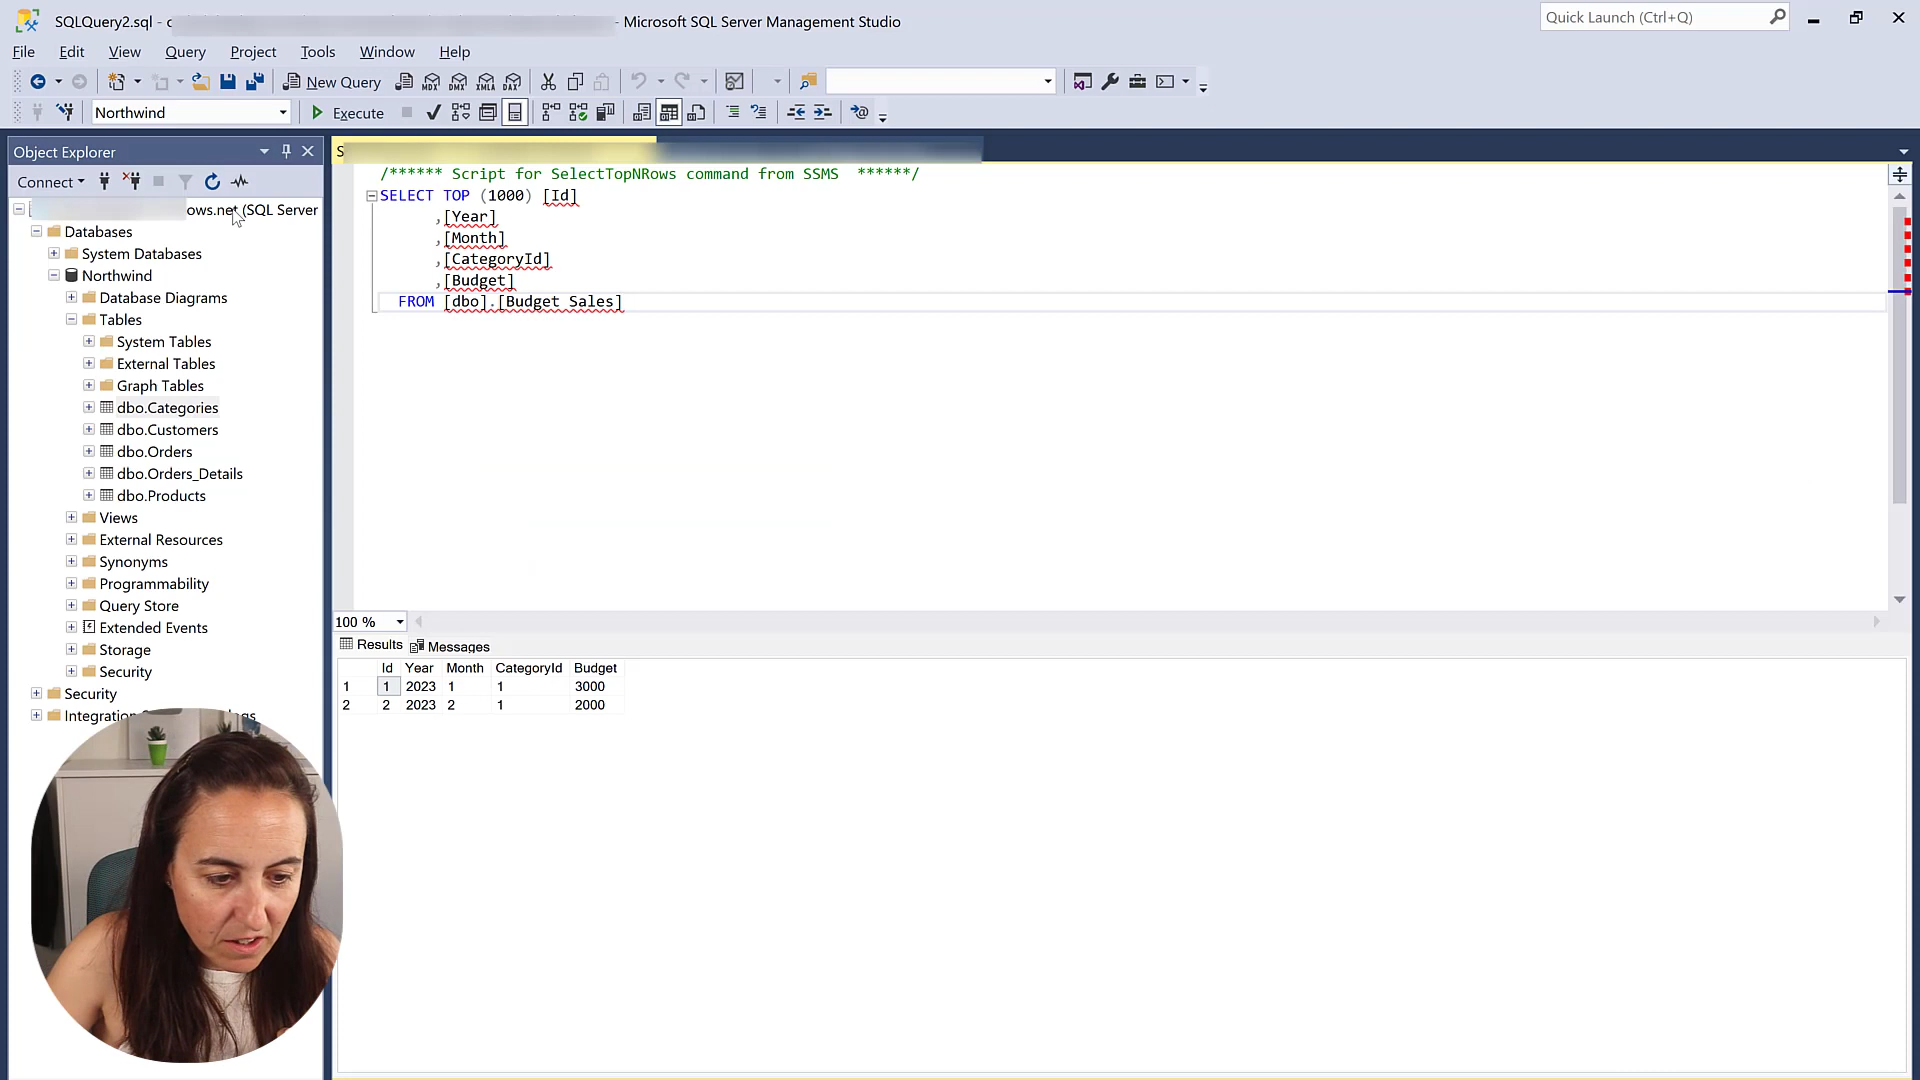 SQLQuery2.sql - - Microsoft SQL Server Management Studio
Quick Launch (Ctrl+Q)
File Edit View Query Project Tools Window Help
New Query MDX DMX XMLA DAX
Northwind Execute
Object Explorer
Connect
ows.net (SQL Server
Databases
System Databases
Northwind
Database Diagrams
Tables
System Tables
External Tables
Graph Tables
dbo.Categories
dbo.Customers
dbo.Orders
dbo.Orders_Details
dbo.Products
Views
External Resources
Synonyms
Programmability
Query Store
Extended Events
Storage
Security
Security
/****** Script for SelectTopNRows command from SSMS ******/
SELECT TOP (1000) [Id]
,[Year]
,[Month]
,[CategoryId]
,[Budget]
FROM [dbo].[Budget Sales]
100 %
Results Messages
Id Year Month CategoryId Budget
1 1 2023 1 1 3000
2 2 2023 2 1 2000